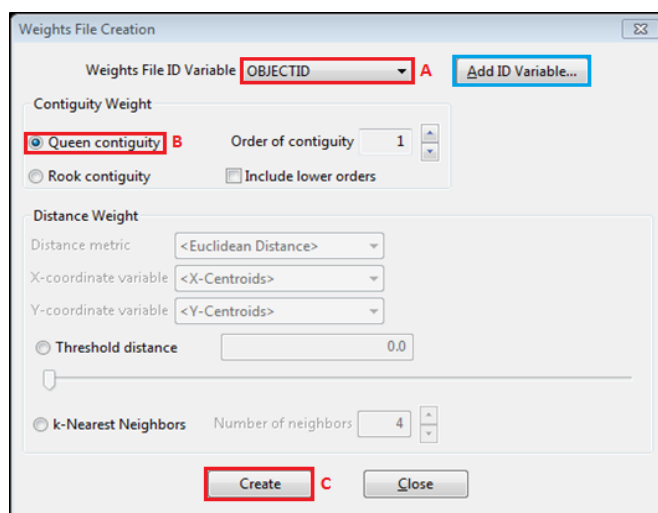 Weights File Creation
Weights File ID Variable OBJECTID A Add ID Variable...
Contiguity Weight
Queen contiguity B Order of contiguity 1
Rook contiguity Include lower orders
Distance Weight
Distance metric <Euclidean Distance>
X-coordinate variable <X-Centroids>
Y-coordinate variable <Y-Centroids>
Threshold distance 0.0
k-Nearest Neighbors Number of neighbors 4
Create C Close